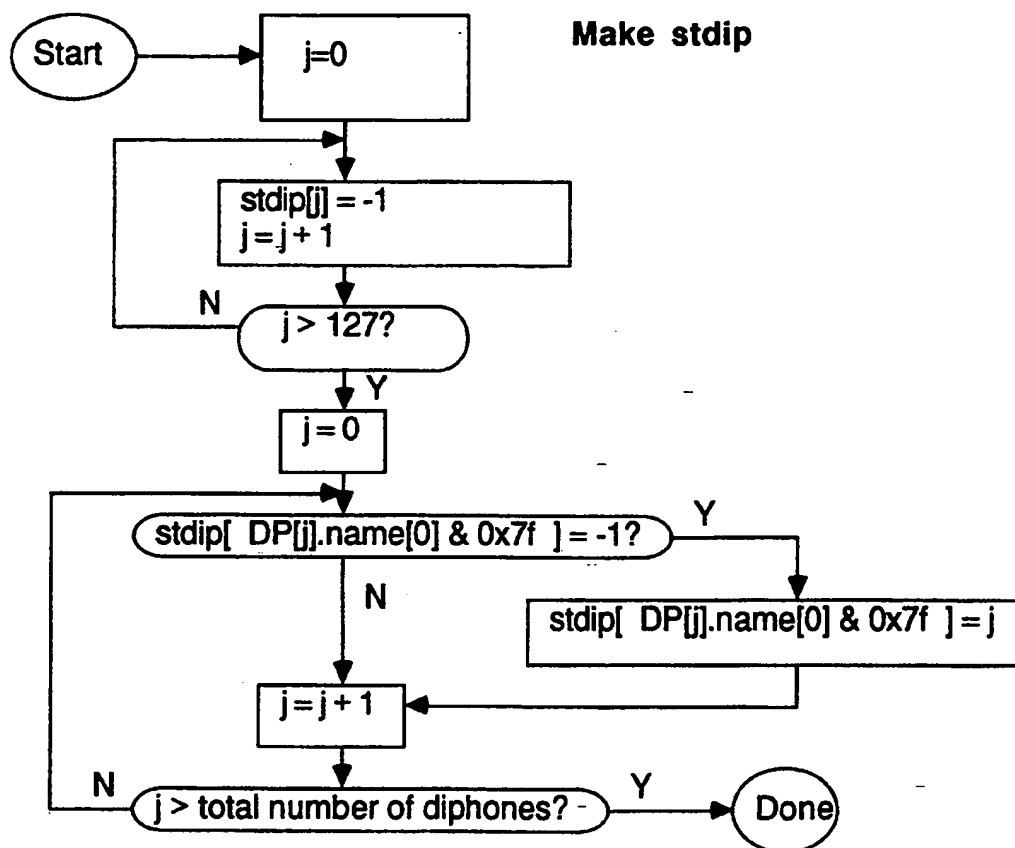 Make stdip
Start
j=0
stdip[j] = -1
j = j + 1
N
j > 127?
Y
j = 0
stdip[ DP[j].name[0] & 0x7f ] = -1?
Y
N
stdip[ DP[j].name[0] & 0x7f ] = j
j = j + 1
N
j > total number of diphones?
Y
Done